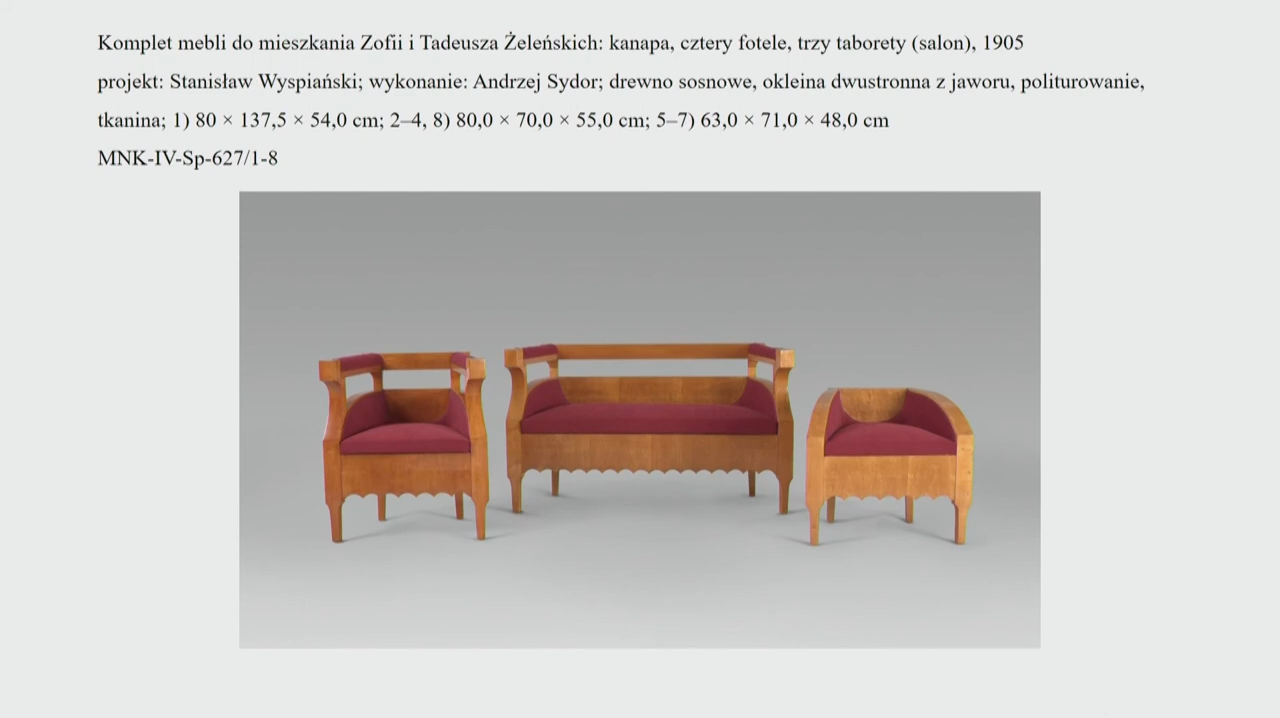 Komplet mebli do mieszkania Zofii i Tadeusza Żeleńskich: kanapa, cztery fotele, trzy taborety (salon), 1905
projekt: Stanisław Wyspiański; wykonanie: Andrzej Sydor; drewno sosnowe, okleina dwustronna z jaworu, politurowanie,
tkanina; 1) 80 × 137,5 × 54,0 cm; 2–4, 8) 80,0 × 70,0 × 55,0 cm; 5–7) 63,0 × 71,0 × 48,0 cm
MNK-IV-Sp-627/1-8